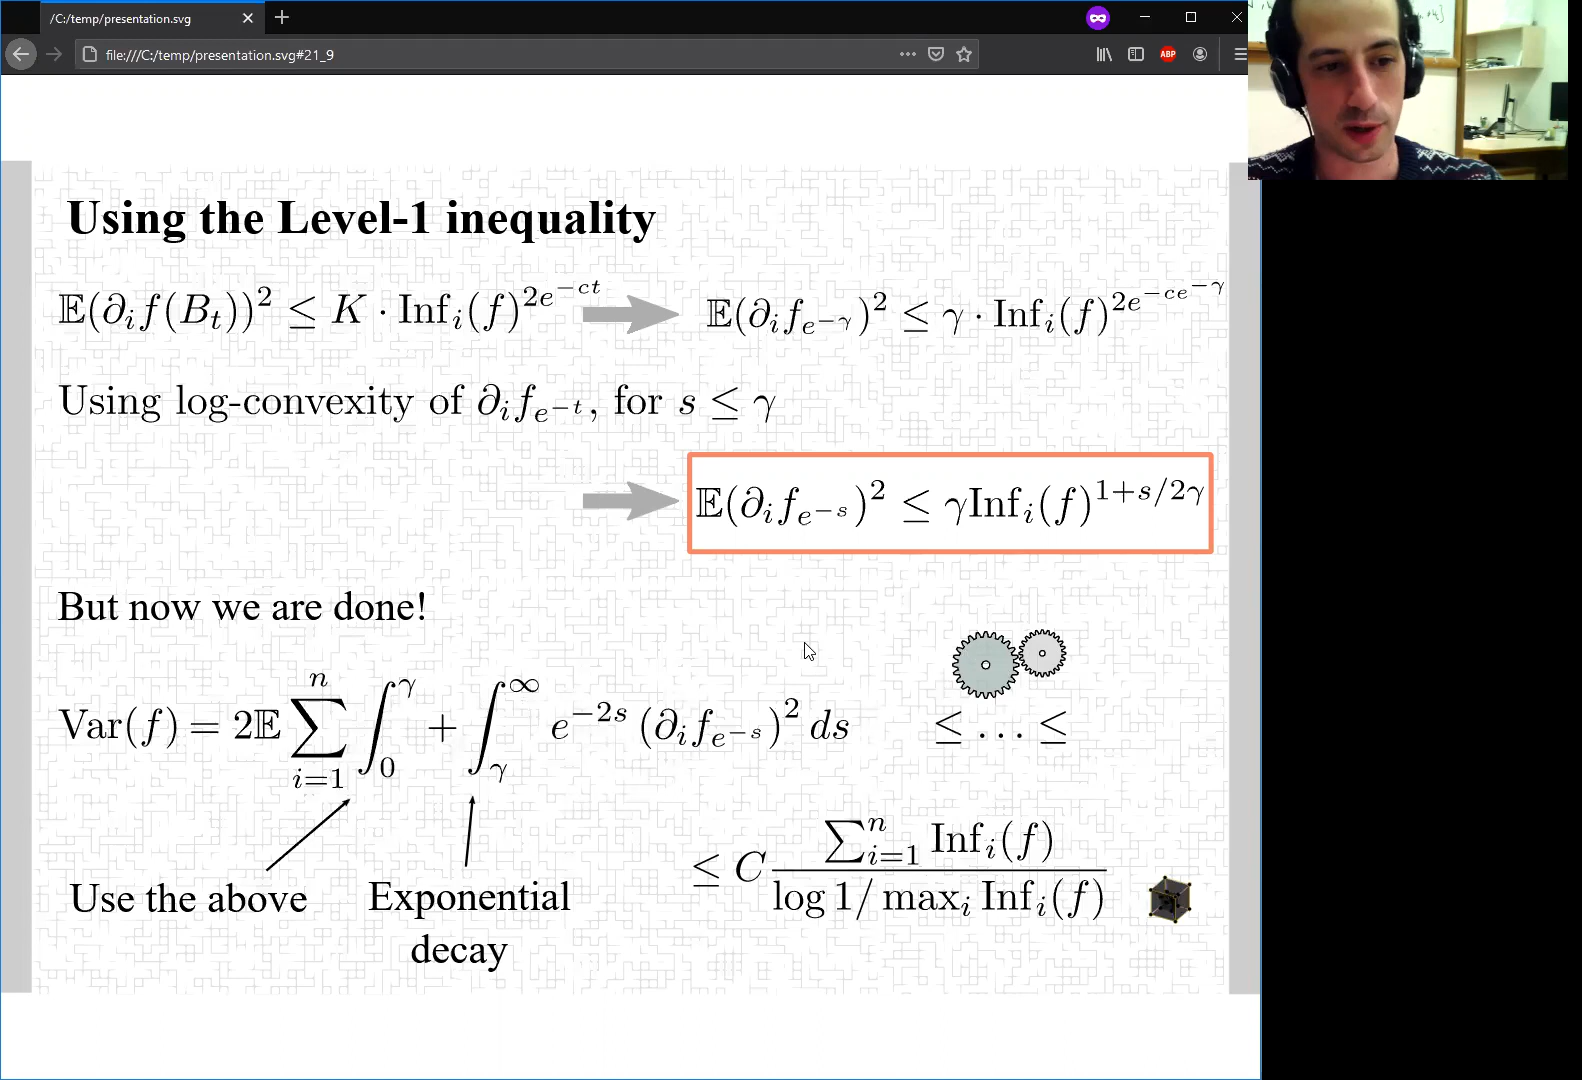 /C:/temp/presentation.svg
file:///C:/temp/presentation.svg#21_9
ABP
Using the Level-1 inequality
𝔼(∂ᵢf(B_t))² ≤ K · Infᵢ(f)^{2e^{−ct}} 𝔼(∂ᵢf_{e^{−γ}})² ≤ γ · Infᵢ(f)^{2e^{−ce^{−γ}}}
Using log-convexity of ∂ᵢf_{e^{−t}}, for s ≤ γ
𝔼(∂ᵢf_{e^{−s}})² ≤ γInfᵢ(f)^{1+s/2γ}
But now we are done!
Var(f) = 2𝔼 ∑_{i=1}^{n} ∫_0^γ + ∫_γ^∞ e^{−2s} (∂ᵢf_{e^{−s}})² ds ≤ ... ≤
≤ C \frac{∑_{i=1}^{n} Infᵢ(f)}{log 1/ maxᵢ Infᵢ(f)}
Use the above
Exponential
decay